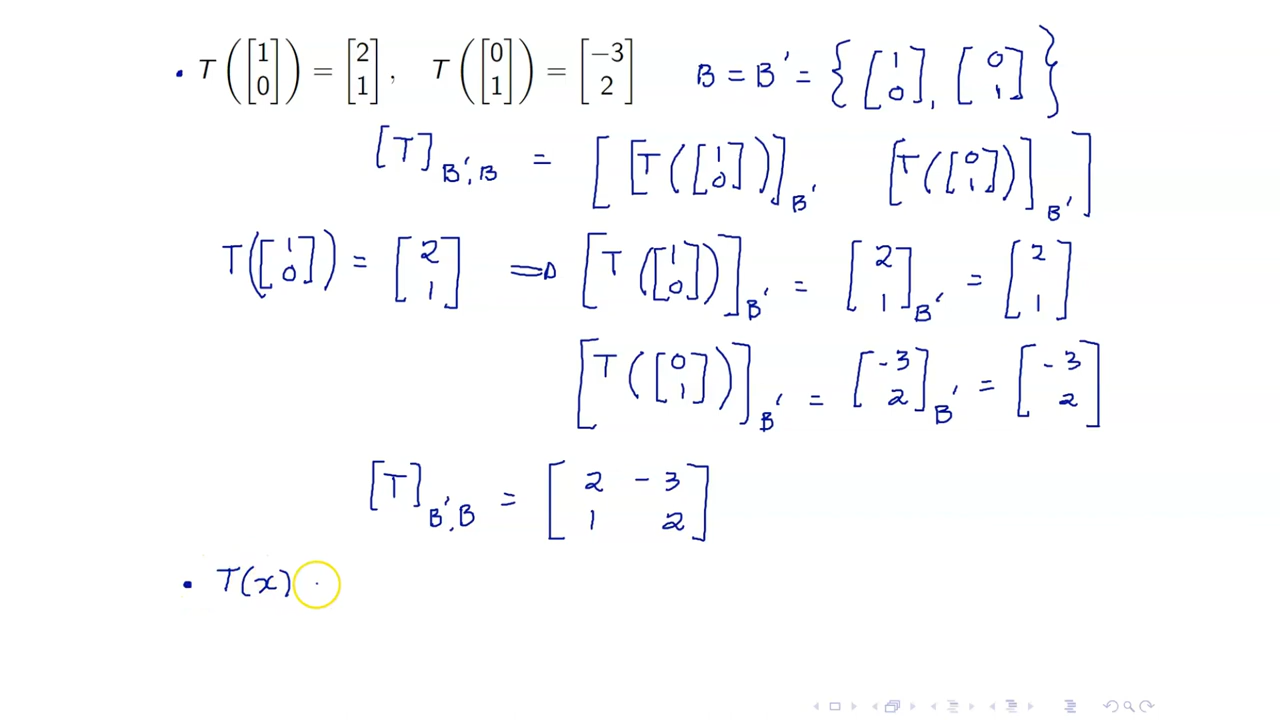 • T([1 0]) = [2 1], T([0 1]) = [-3 2] B = B' = {[1 0], [0 1]}
[T]_{B',B} = [[T([1 0])]_{B'} [T([0 1])]_{B'}]
T([1 0]) = [2 1] ⟹ [T([1 0])]_{B'} = [2 1]_{B'} = [2 1]
[T([0 1])]_{B'} = [-3 2]_{B'} = [-3 2]
[T]_{B',B} = [2 -3
1 2]
• T(x)